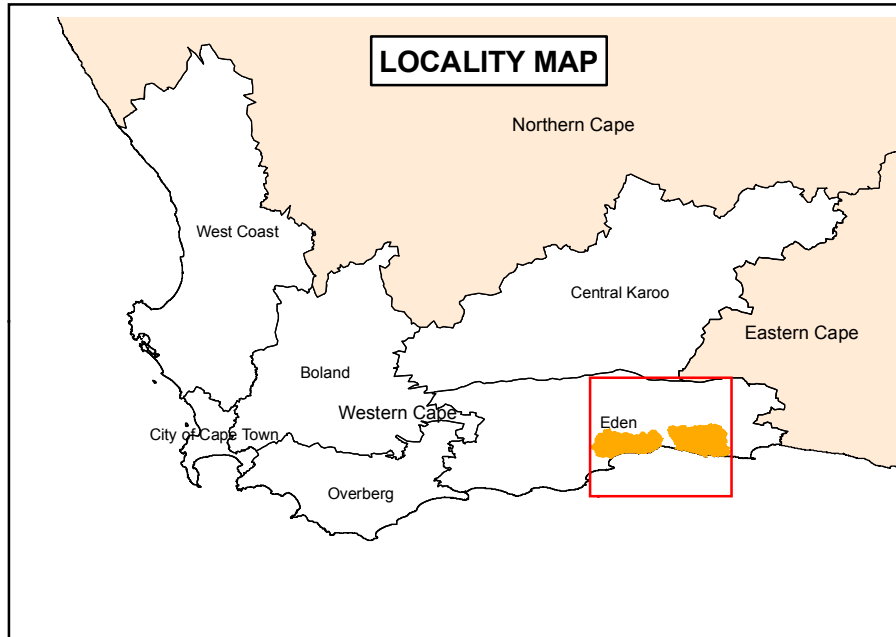 LOCALITY MAP
Northern Cape
West Coast
Central Karoo
Eastern Cape
Boland
Western Cape
Eden
City of Cape Town
Overberg